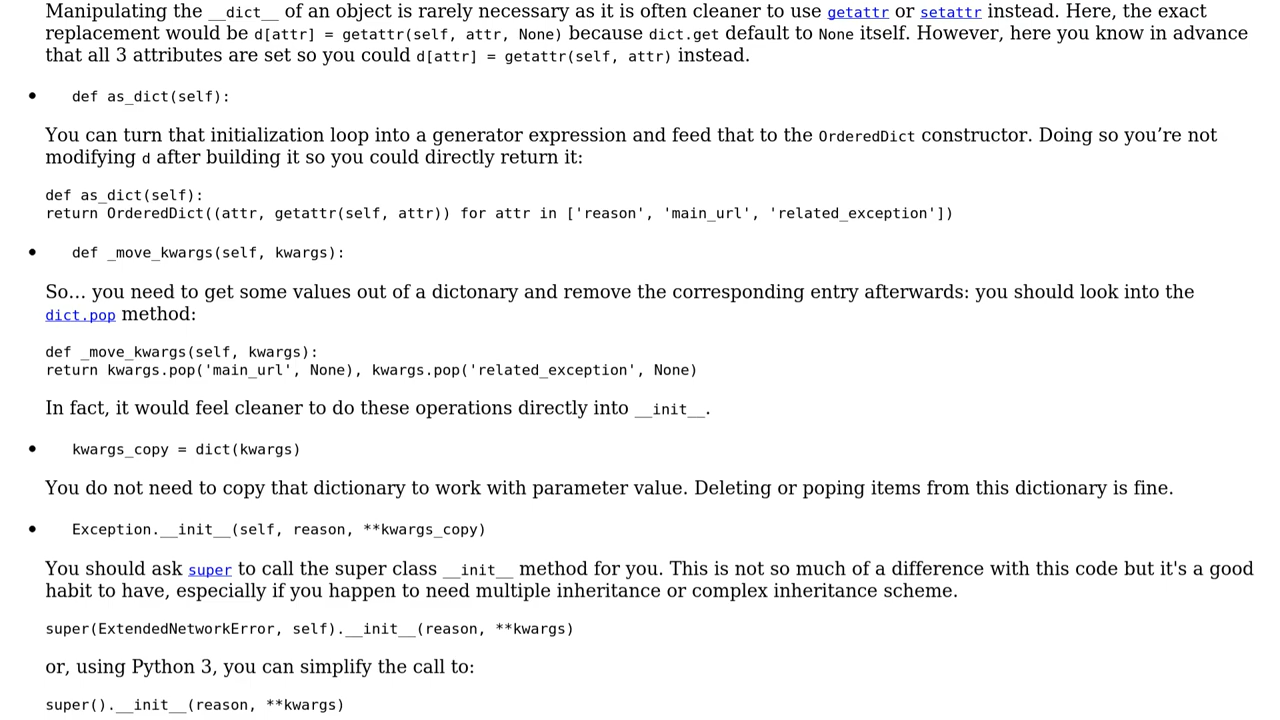 Manipulating the __dict__ of an object is rarely necessary as it is often cleaner to use getattr or setattr instead. Here, the exact
replacement would be d[attr] = getattr(self, attr, None) because dict.get default to None itself. However, here you know in advance
that all 3 attributes are set so you could d[attr] = getattr(self, attr) instead.
• def as_dict(self):
You can turn that initialization loop into a generator expression and feed that to the OrderedDict constructor. Doing so you’re not
modifying d after building it so you could directly return it:
def as_dict(self):
return OrderedDict((attr, getattr(self, attr)) for attr in ['reason', 'main_url', 'related_exception'])
• def _move_kwargs(self, kwargs):
So… you need to get some values out of a dictonary and remove the corresponding entry afterwards: you should look into the
dict.pop method:
def _move_kwargs(self, kwargs):
return kwargs.pop('main_url', None), kwargs.pop('related_exception', None)
In fact, it would feel cleaner to do these operations directly into __init__.
• kwargs_copy = dict(kwargs)
You do not need to copy that dictionary to work with parameter value. Deleting or poping items from this dictionary is fine.
• Exception.__init__(self, reason, **kwargs_copy)
You should ask super to call the super class __init__ method for you. This is not so much of a difference with this code but it's a good
habit to have, especially if you happen to need multiple inheritance or complex inheritance scheme.
super(ExtendedNetworkError, self).__init__(reason, **kwargs)
or, using Python 3, you can simplify the call to:
super().__init__(reason, **kwargs)